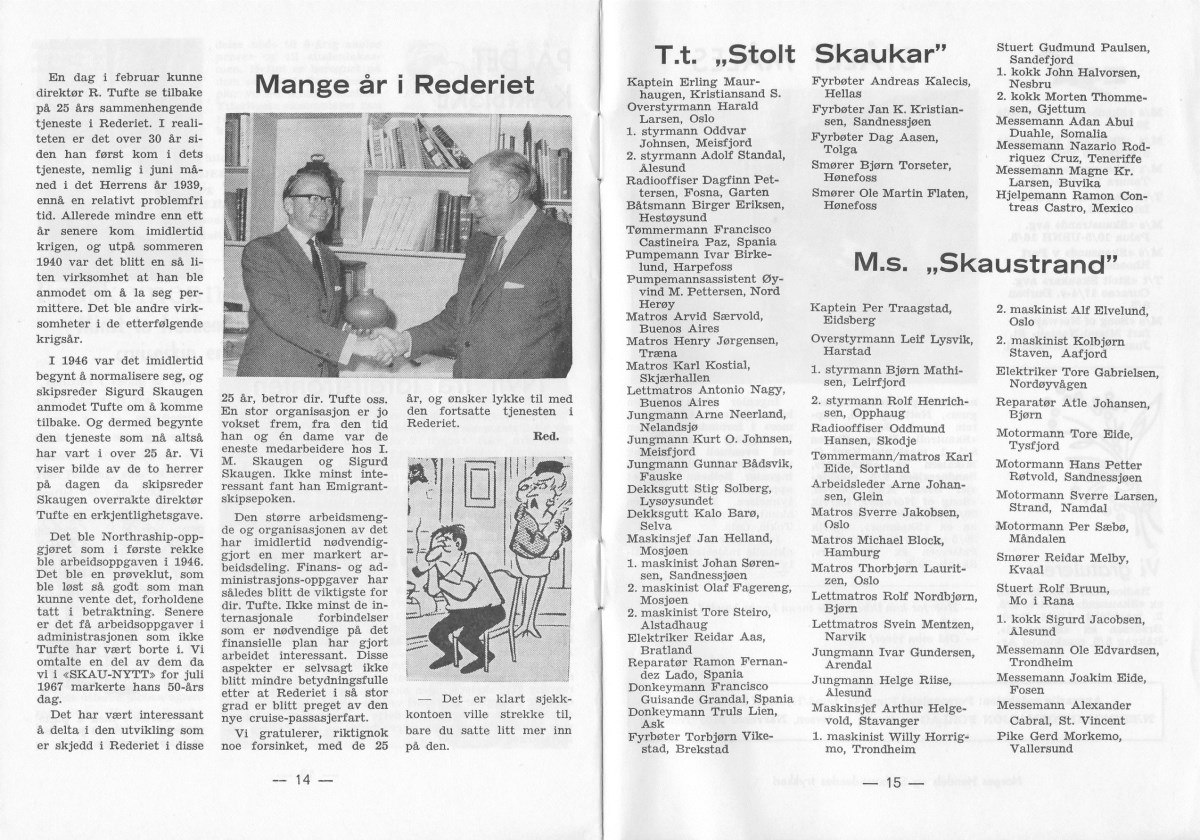 Mange år i Rederiet
En dag i februar kunne
direktør R. Tufte se tilbake
på 25 års sammenhengende
tjeneste i Rederiet. I reali-
teten er det over 30 år si-
den han først kom i dets
tjeneste, nemlig i juni må-
ned i det Herrens år 1939,
ennå en relativt problemfri
tid. Allerede mindre enn ett
år senere kom imidlertid
krigen, og utpå sommeren
1940 var det blitt en så li-
ten virksomhet at han ble
anmodet om å la seg per-
mittere. Det ble andre virk-
somheter i de etterfølgende
krigsår.
I 1946 var det imidlertid
begynt å normalisere seg, og
skipsreder Sigurd Skaugen
anmodet Tufte om å komme
tilbake. Og dermed begynte
den tjeneste som nå altså
har vart i over 25 år. Vi
viser bilde av de to herrer
på dagen da skipsreder
Skaugen overrakte direktør
Tufte en erkjentlighetsgave.
Det ble Northraship-opp-
gjøret som i første rekke
ble arbeidsoppgaven i 1946.
Det ble en prøveklut, som
ble løst så godt som man
kunne vente det, forholdene
tatt i betraktning. Senere
er det få arbeidsoppgaver i
administrasjonen som ikke
Tufte har vært borte i. Vi
omtalte en del av dem da
vi i «SKAU-NYTT» for juli
1967 markerte hans 50-års
dag.
Det har vært interessant
å delta i den utvikling som
er skjedd i Rederiet i disse
25 år, betror dir. Tufte oss.
En stor organisasjon er jo
vokset frem, fra den tid
han og én dame var de
eneste medarbeidere hos I.
M. Skaugen og Sigurd
Skaugen. Ikke minst inte-
ressant fant han Emigrant-
skipsepoken.
Den større arbeidsmeng-
de og organisasjonen av det
har imidlertid nødvendig-
gjort en mer markert ar-
beidsdeling. Finans- og ad-
ministrasjons-oppgaver har
således blitt de viktigste for
dir. Tufte. Ikke minst de in-
ternasjonale forbindelser
som er nødvendige på det
finansielle plan har gjort
arbeidet interessant. Disse
aspekter er selvsagt ikke
blitt mindre betydningsfulle
etter at Rederiet i så stor
grad er blitt preget av den
nye cruise-passasjerfart.
Vi gratulerer, riktignok
noe forsinket, med de 25
år, og ønsker lykke til med
den fortsatte tjenesten i
Rederiet.
Red.
— Det er klart sjekk-
kontoen ville strekke til,
bare du satte litt mer inn
på den.
— 14 —
T.t. „Stolt Skaukar”
Kaptein Erling Maur-
haugen, Kristiansand S.
Overstyrmann Harald
Larsen, Oslo
1. styrmann Oddvar
Johnsen, Meisfjord
2. styrmann Adolf Standal,
Ålesund
Radiooffiser Dagfinn Pet-
tersen, Fosna, Garten
Båtsmann Birger Eriksen,
Hestøysund
Tømmermann Francisco
Castineira Paz, Spania
Pumpemann Ivar Birke-
lund, Harpefoss
Pumpemannsassistent Øy-
vind M. Pettersen, Nord
Herøy
Matros Arvid Særvold,
Buenos Aires
Matros Henry Jørgensen,
Træna
Matros Karl Kostial,
Skjærhallen
Lettmatros Antonio Nagy,
Buenos Aires
Jungmann Arne Neerland,
Nelandsjø
Jungmann Kurt O. Johnsen,
Meisfjord
Jungmann Gunnar Bådsvik,
Fauske
Dekksgutt Stig Solberg,
Lysøysundet
Dekksgutt Kalo Barø,
Selva
Maskinsjef Jan Helland,
Mosjøen
1. maskinist Johan Søren-
sen, Sandnessjøen
2. maskinist Olaf Fagereng,
Mosjøen
2. maskinist Tore Steiro,
Alstadhaug
Elektriker Reidar Aas,
Bratland
Reparatør Ramon Fernan-
dez Lado, Spania
Donkeymann Francisco
Guisande Grandal, Spania
Donkeymann Truls Lien,
Ask
Fyrbøter Torbjørn Vike-
stad, Brekstad
Fyrbøter Andreas Kalecis,
Hellas
Fyrbøter Jan K. Kristian-
sen, Sandnessjøen
Fyrbøter Dag Aasen,
Tolga
Smører Bjørn Torseter,
Hønefoss
Smører Ole Martin Flaten,
Hønefoss
Stuert Gudmund Paulsen,
Sandefjord
1. kokk John Halvorsen,
Nesbru
2. kokk Morten Thomme-
sen, Gjettum
Messemann Adan Abui
Duahle, Somalia
Messemann Nazario Rod-
riquez Cruz, Teneriffe
Messemann Magne Kr.
Larsen, Buvika
Hjelpemann Ramon Con-
treas Castro, Mexico
M.s. „Skaustrand”
Kaptein Per Traagstad,
Eidsberg
Overstyrmann Leif Lysvik,
Harstad
1. styrmann Bjørn Mathi-
sen, Leirfjord
2. styrmann Rolf Henrich-
sen, Opphaug
Radiooffiser Oddmund
Hansen, Skodje
Tømmermann/matros Karl
Eide, Sortland
Arbeidsleder Arne Johan-
sen, Glein
Matros Sverre Jakobsen,
Oslo
Matros Michael Block,
Hamburg
Matros Thorbjørn Laurit-
zen, Oslo
Lettmatros Rolf Nordbjørn,
Bjørn
Lettmatros Svein Mentzen,
Narvik
Jungmann Ivar Gundersen,
Arendal
Jungmann Helge Riise,
Ålesund
Maskinsjef Arthur Helge-
vold, Stavanger
1. maskinist Willy Horrig-
mo, Trondheim
2. maskinist Alf Elvelund,
Oslo
2. maskinist Kolbjørn
Staven, Aafjord
Elektriker Tore Gabrielsen,
Nordøyvågen
Reparatør Atle Johansen,
Bjørn
Motormann Tore Eide,
Tysfjord
Motormann Hans Petter
Røtvold, Sandnessjøen
Motormann Sverre Larsen,
Strand, Namdal
Motormann Per Sæbø,
Måndalen
Smører Reidar Melby,
Kvaal
Stuert Rolf Bruun,
Mo i Rana
1. kokk Sigurd Jacobsen,
Ålesund
Messemann Ole Edvardsen,
Trondheim
Messemann Joakim Eide,
Fosen
Messemann Alexander
Cabral, St. Vincent
Pike Gerd Morkemo,
Vallersund
— 15 —